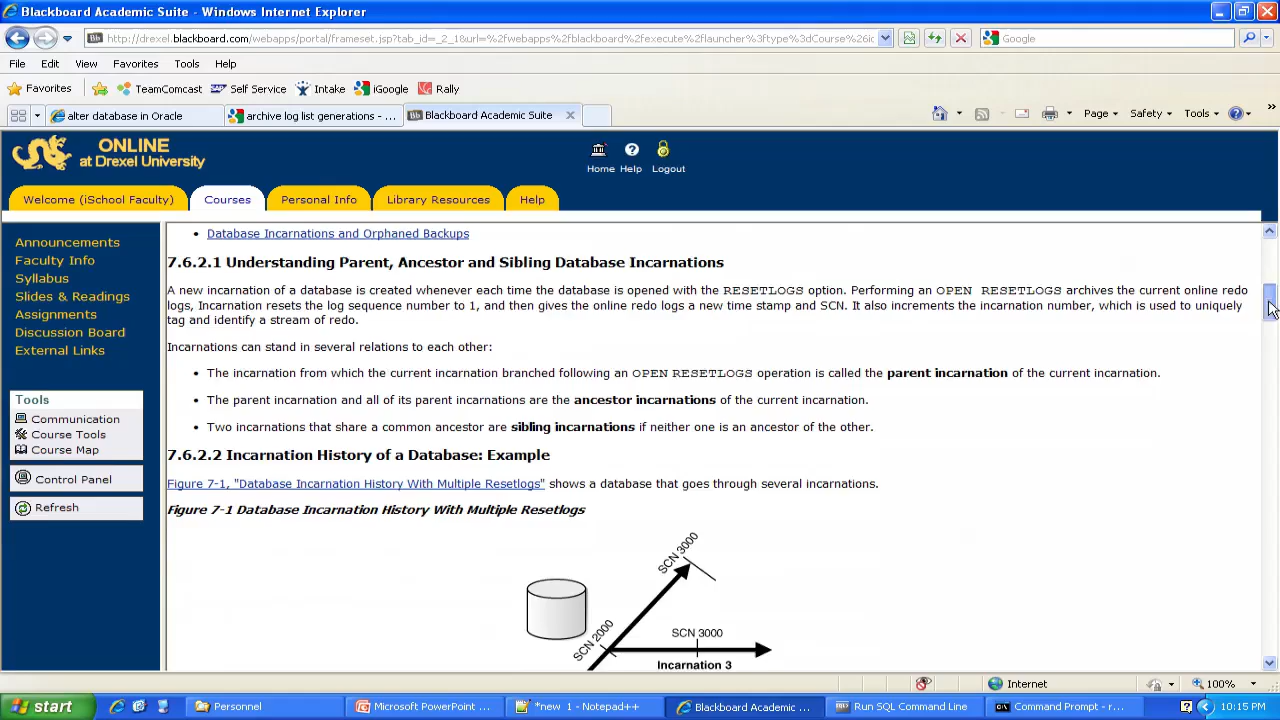 Blackboard Academic Suite - Windows Internet Explorer
http://drexel.blackboard.com/webapps/portal/frameset.jsp?tab_id=_2_1&url=%2fwebapps%2fblackboard%2fexecute%2flauncher%3ftype%3dCourse%26ic
Google
File Edit View Favorites Tools Help
Favorites TeamComcast Self Service Intake iGoogle Rally
alter database in Oracle archive log list generations - ... Blackboard Academic Suite Page Safety Tools
ONLINE
at Drexel University
Home Help Logout
Welcome (iSchool Faculty) Courses Personal Info Library Resources Help
Announcements
Faculty Info
Syllabus
Slides & Readings
Assignments
Discussion Board
External Links
Tools
Communication
Course Tools
Course Map
Control Panel
Refresh
• Database Incarnations and Orphaned Backups
7.6.2.1 Understanding Parent, Ancestor and Sibling Database Incarnations
A new incarnation of a database is created whenever each time the database is opened with the RESETLOGS option. Performing an OPEN RESETLOGS archives the current online redo
logs, Incarnation resets the log sequence number to 1, and then gives the online redo logs a new time stamp and SCN. It also increments the incarnation number, which is used to uniquely
tag and identify a stream of redo.
Incarnations can stand in several relations to each other:
• The incarnation from which the current incarnation branched following an OPEN RESETLOGS operation is called the parent incarnation of the current incarnation.
• The parent incarnation and all of its parent incarnations are the ancestor incarnations of the current incarnation.
• Two incarnations that share a common ancestor are sibling incarnations if neither one is an ancestor of the other.
7.6.2.2 Incarnation History of a Database: Example
Figure 7-1, "Database Incarnation History With Multiple Resetlogs" shows a database that goes through several incarnations.
Figure 7-1 Database Incarnation History With Multiple Resetlogs
SCN 3000
SCN 2000
SCN 3000
Incarnation 3
Internet 100%
start Personnel Microsoft PowerPoint ... *new 1 - Notepad++ Blackboard Academic ... Run SQL Command Line Command Prompt - r... 10:15 PM